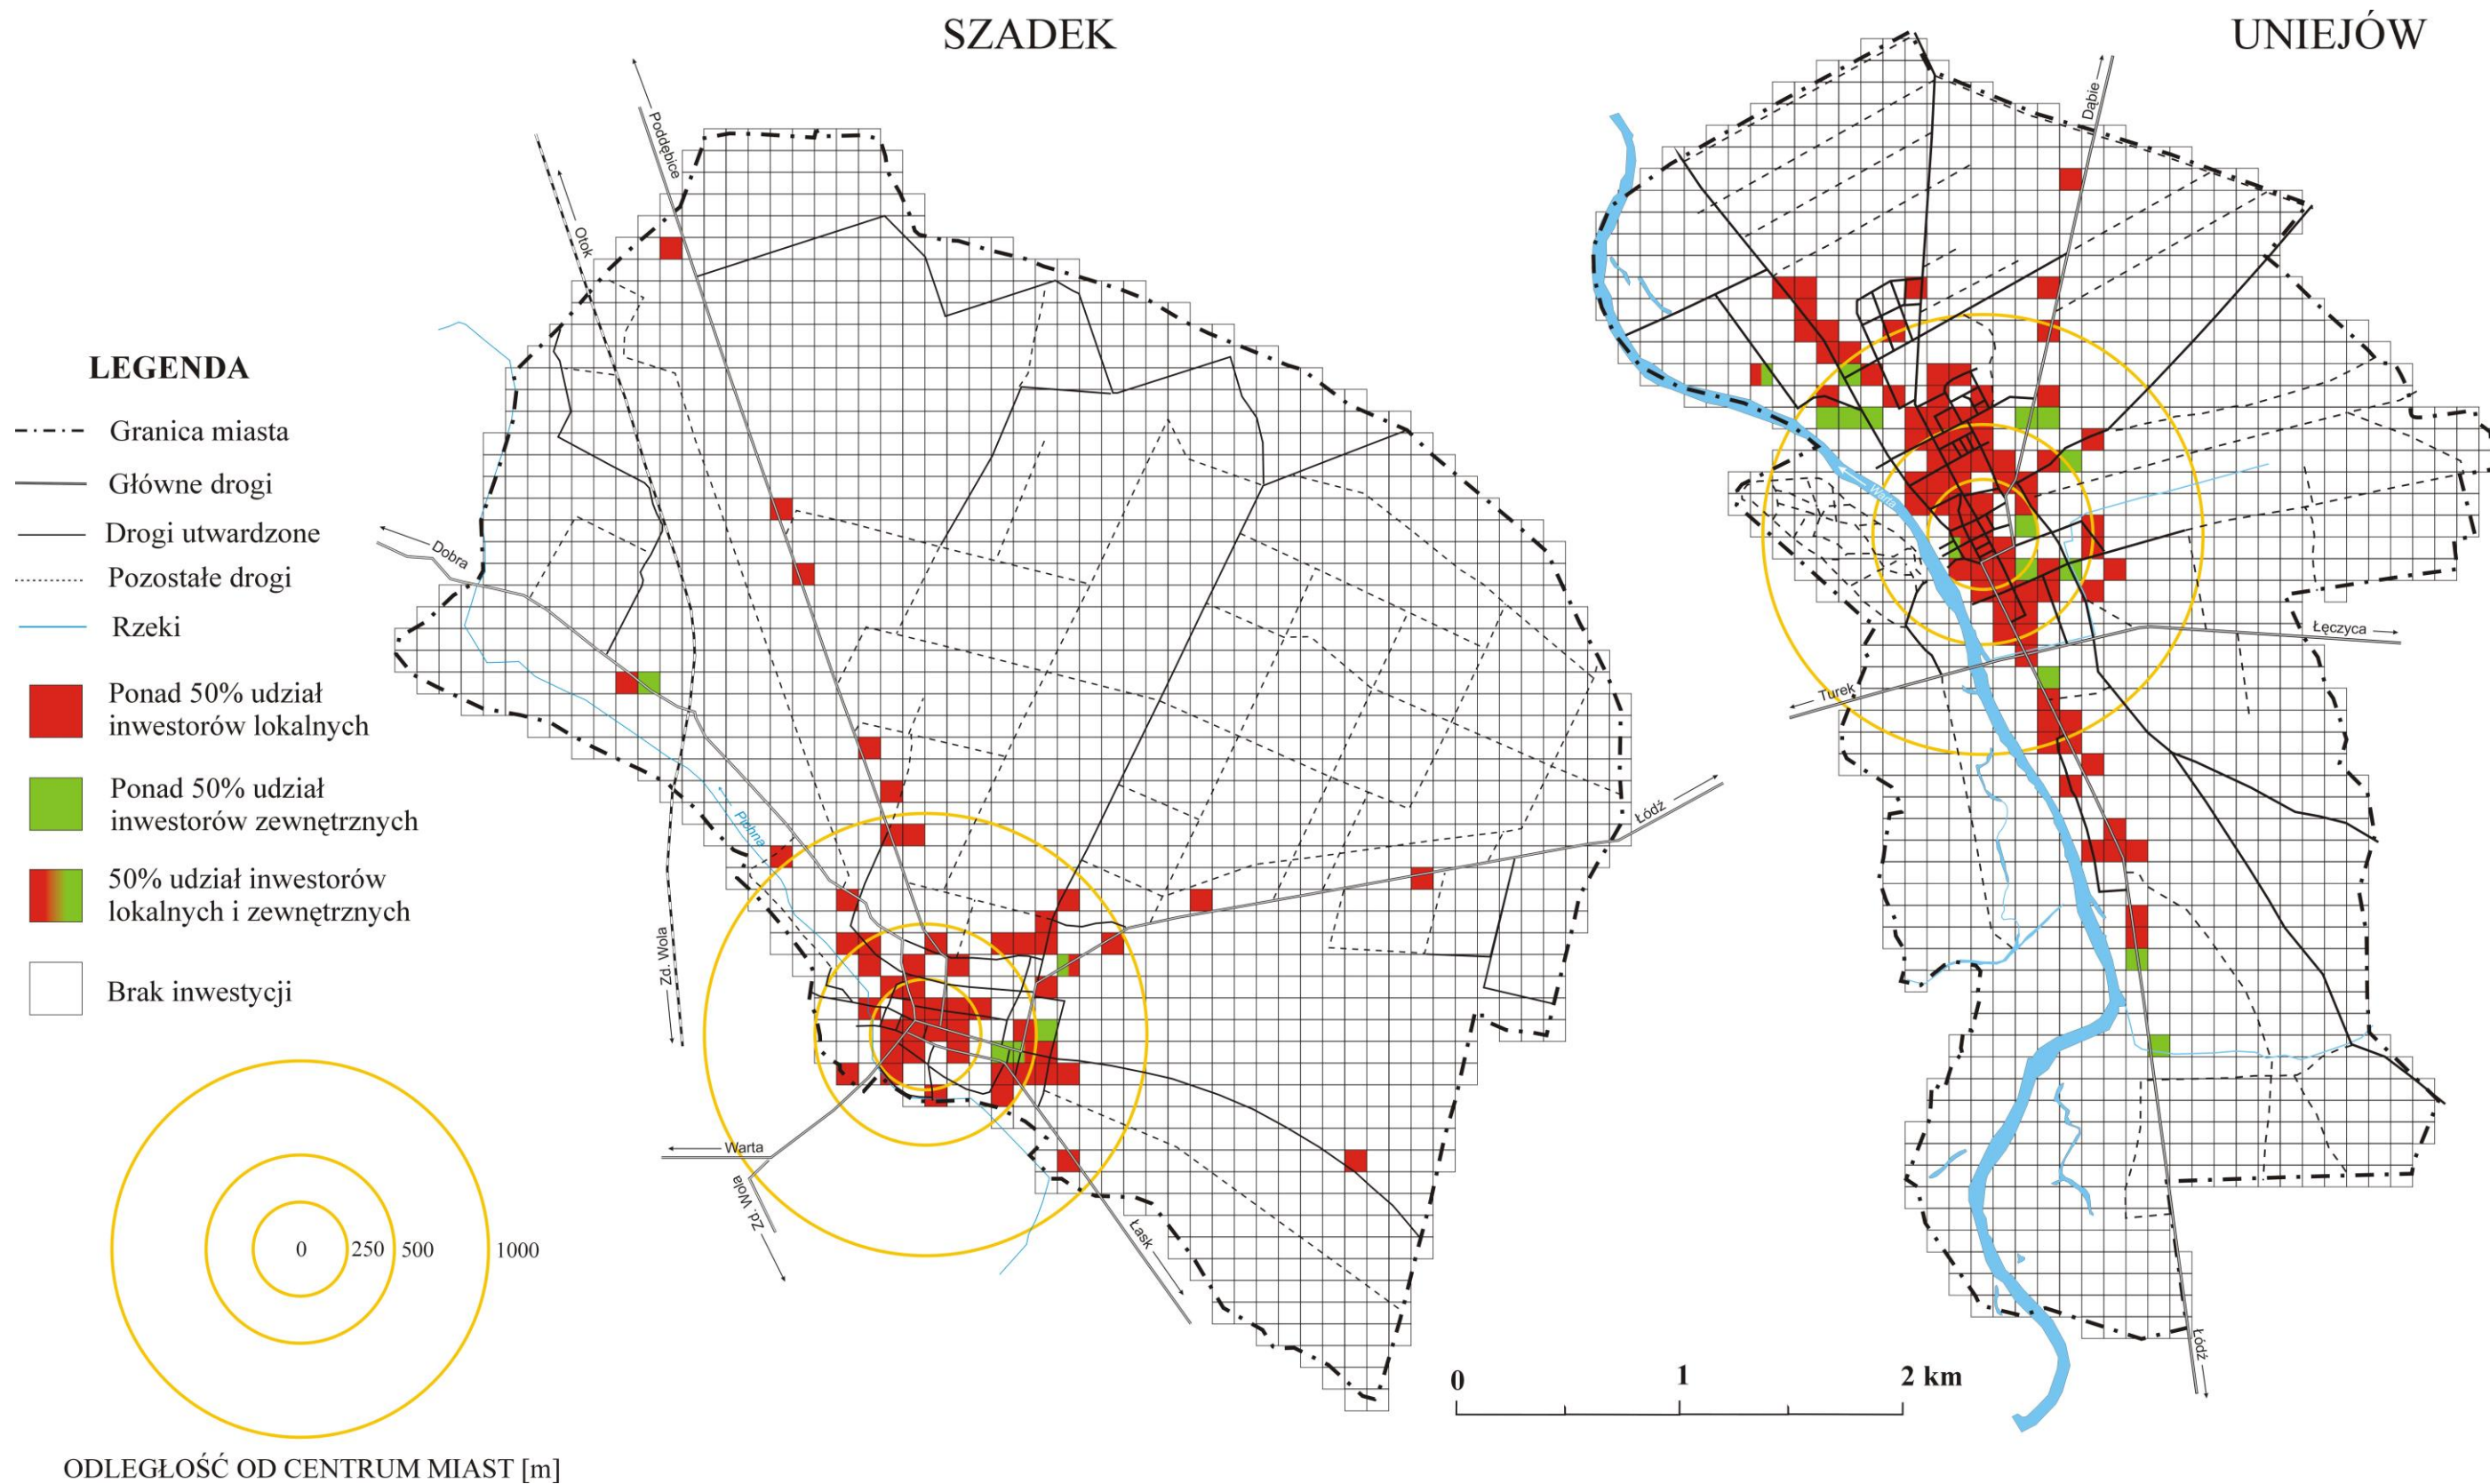 SZADEK
UNIEJÓW
Poddębice
Otok
Dobra
Pichna
Zd. Wola
Warta
Zd. Wola
Łask
Łódź
Dąbie
Warta
Łęczyca
Turek
Łódź
LEGENDA
Granica miasta
Główne drogi
Drogi utwardzone
Pozostałe drogi
Rzeki
Ponad 50% udział
inwestorów lokalnych
Ponad 50% udział
inwestorów zewnętrznych
50% udział inwestorów
lokalnych i zewnętrznych
Brak inwestycji
0 250 500 1000
ODLEGŁOŚĆ OD CENTRUM MIAST [m]
0 1 2 km